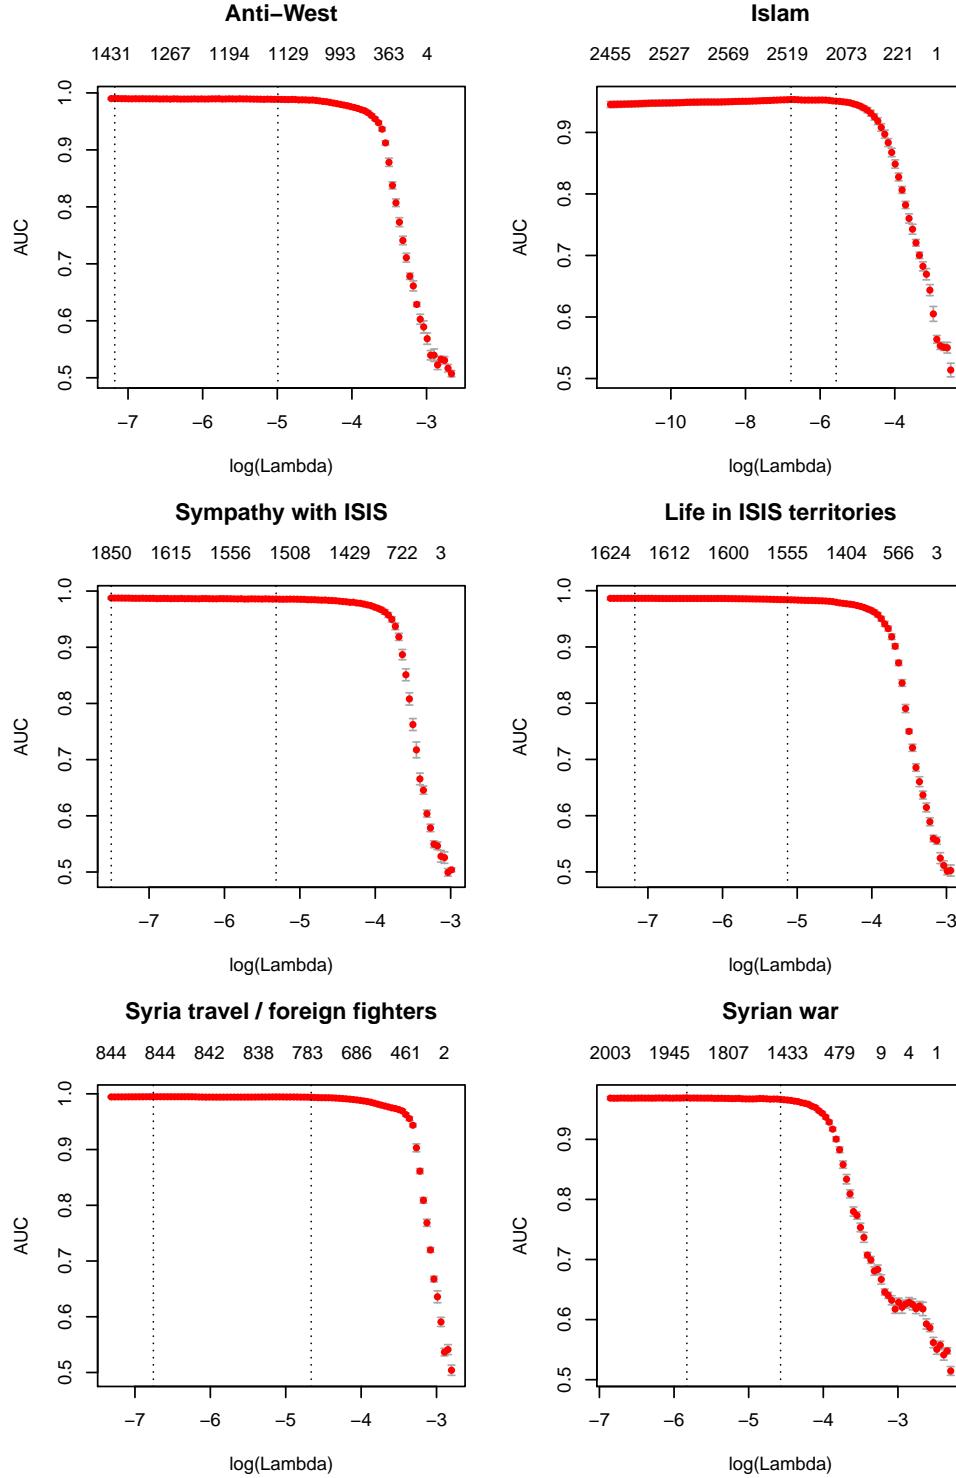 Anti−West
1431 1267 1194 1129 993 363 4
AUC
1.0
0.9
0.8
0.7
0.6
0.5
−7 −6 −5 −4 −3
log(Lambda)
Islam
2455 2527 2569 2519 2073 221 1
AUC
0.9
0.8
0.7
0.6
0.5
−10 −8 −6 −4
log(Lambda)
Sympathy with ISIS
1850 1615 1556 1508 1429 722 3
AUC
1.0
0.9
0.8
0.7
0.6
0.5
−7 −6 −5 −4 −3
log(Lambda)
Life in ISIS territories
1624 1612 1600 1555 1404 566 3
AUC
1.0
0.9
0.8
0.7
0.6
0.5
−7 −6 −5 −4 −3
log(Lambda)
Syria travel / foreign fighters
844 844 842 838 783 686 461 2
AUC
1.0
0.9
0.8
0.7
0.6
0.5
−7 −6 −5 −4 −3
log(Lambda)
Syrian war
2003 1945 1807 1433 479 9 4 1
AUC
0.9
0.8
0.7
0.6
0.5
−7 −6 −5 −4 −3
log(Lambda)